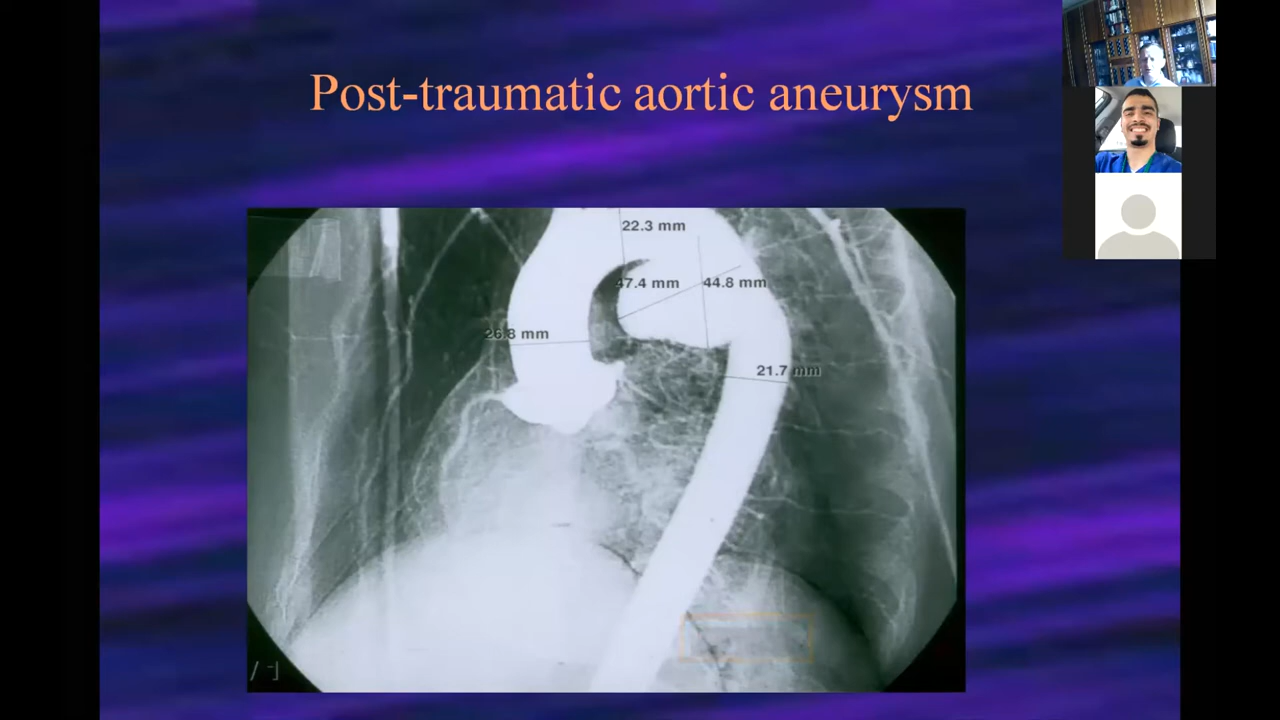 Post-traumatic aortic aneurysm
22.3 mm
47.4 mm
44.8 mm
26.8 mm
21.7 mm